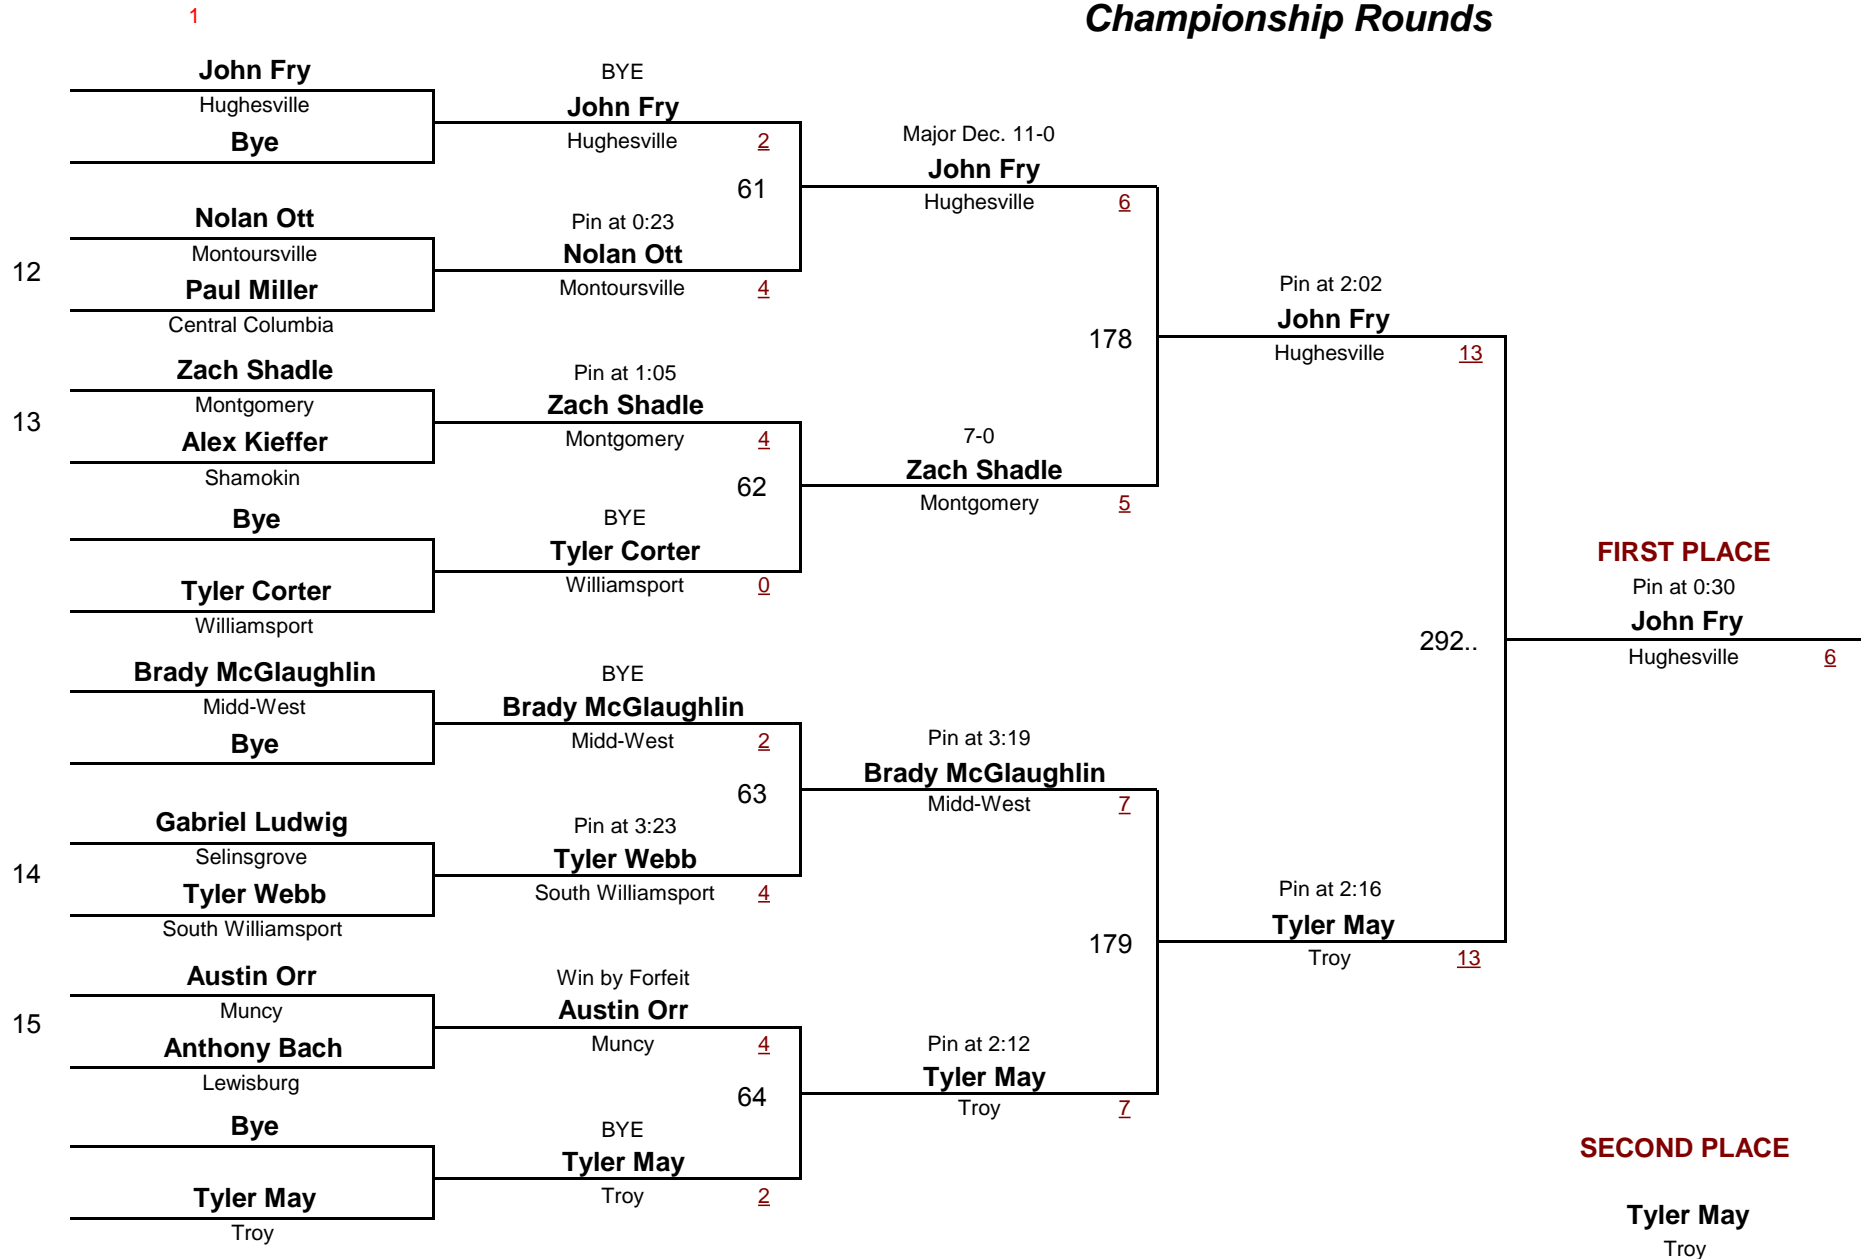 1
Championship Rounds
John Fry
Hughesville
Bye
12
Nolan Ott
Montoursville
Paul Miller
Central Columbia
13
Zach Shadle
Montgomery
Alex Kieffer
Shamokin
Bye
Tyler Corter
Williamsport
Brady McGlaughlin
Midd-West
Bye
14
Gabriel Ludwig
Selinsgrove
Tyler Webb
South Williamsport
15
Austin Orr
Muncy
Anthony Bach
Lewisburg
Bye
Tyler May
Troy
BYE
John Fry
Hughesville 2
61
Pin at 0:23
Nolan Ott
Montoursville 4
Pin at 1:05
Zach Shadle
Montgomery 4
62
BYE
Tyler Corter
Williamsport 0
BYE
Brady McGlaughlin
Midd-West 2
63
Pin at 3:23
Tyler Webb
South Williamsport 4
Win by Forfeit
Austin Orr
Muncy 4
64
BYE
Tyler May
Troy 2
Major Dec. 11-0
John Fry
Hughesville 6
178
7-0
Zach Shadle
Montgomery 5
Pin at 3:19
Brady McGlaughlin
Midd-West 7
179
Pin at 2:12
Tyler May
Troy 7
Pin at 2:02
John Fry
Hughesville 13
292..
Pin at 2:16
Tyler May
Troy 13
FIRST PLACE
Pin at 0:30
John Fry
Hughesville 6
SECOND PLACE
Tyler May
Troy